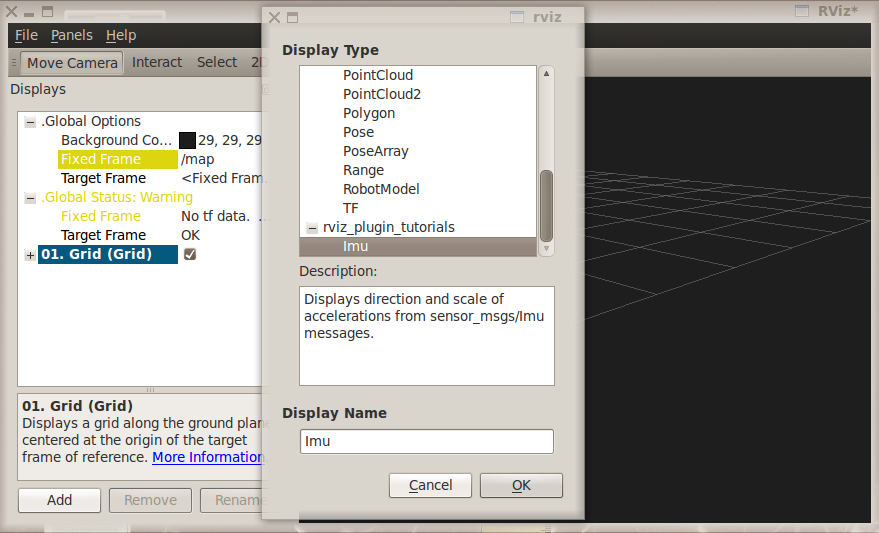 RViz*
File Panels Help
Move Camera Interact Select 2D
Displays
.Global Options
Background Co... 29, 29, 29
Fixed Frame /map
Target Frame <Fixed Fram
.Global Status: Warning
Fixed Frame No tf data. ...
Target Frame OK
01. Grid (Grid)
01. Grid (Grid)
Displays a grid along the ground plane
centered at the origin of the target
frame of reference. More Information
Add Remove Rename
rviz
Display Type
PointCloud
PointCloud2
Polygon
Pose
PoseArray
Range
RobotModel
TF
rviz_plugin_tutorials
Imu
Description:
Displays direction and scale of
accelerations from sensor_msgs/Imu
messages.
Display Name
Imu
Cancel OK